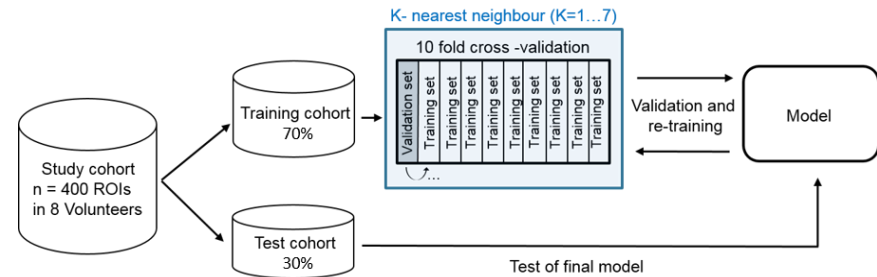 K- nearest neighbour (K=1…7)
10 fold cross -validation
Validation set
Training set
Training set
Training set
Training set
Training set
Training set
Training set
Training set
...
Training cohort
70%
Study cohort
n = 400 ROIs
in 8 Volunteers
Validation and
re-training
Model
Test cohort
30%
Test of final model